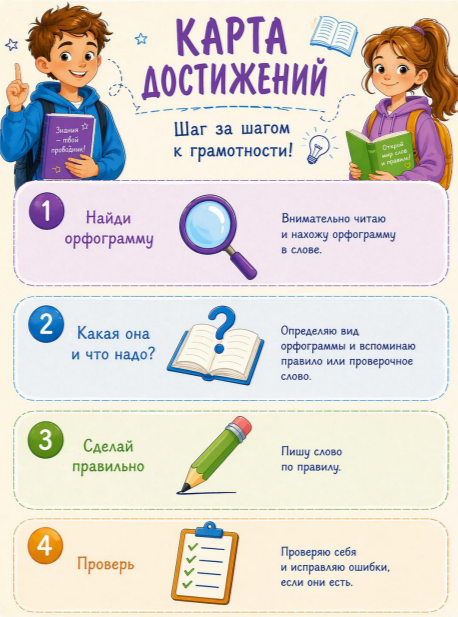 КАРТА
ДОСТИЖЕНИЙ
Шаг за шагом
к грамотности!
Знания
– твой
проводник!
Открой
мир слов
и правила!
1
Найди
орфограмму
Внимательно читаю
и нахожу орфограмму
в слове.
2
Какая она
и что надо?
?
Определяю вид
орфограммы и вспоминаю
правило или проверочное
слово.
3
Сделай
правильно
Пишу слово
по правилу.
4
Проверь
Проверяю себя
и исправляю ошибки,
если они есть.